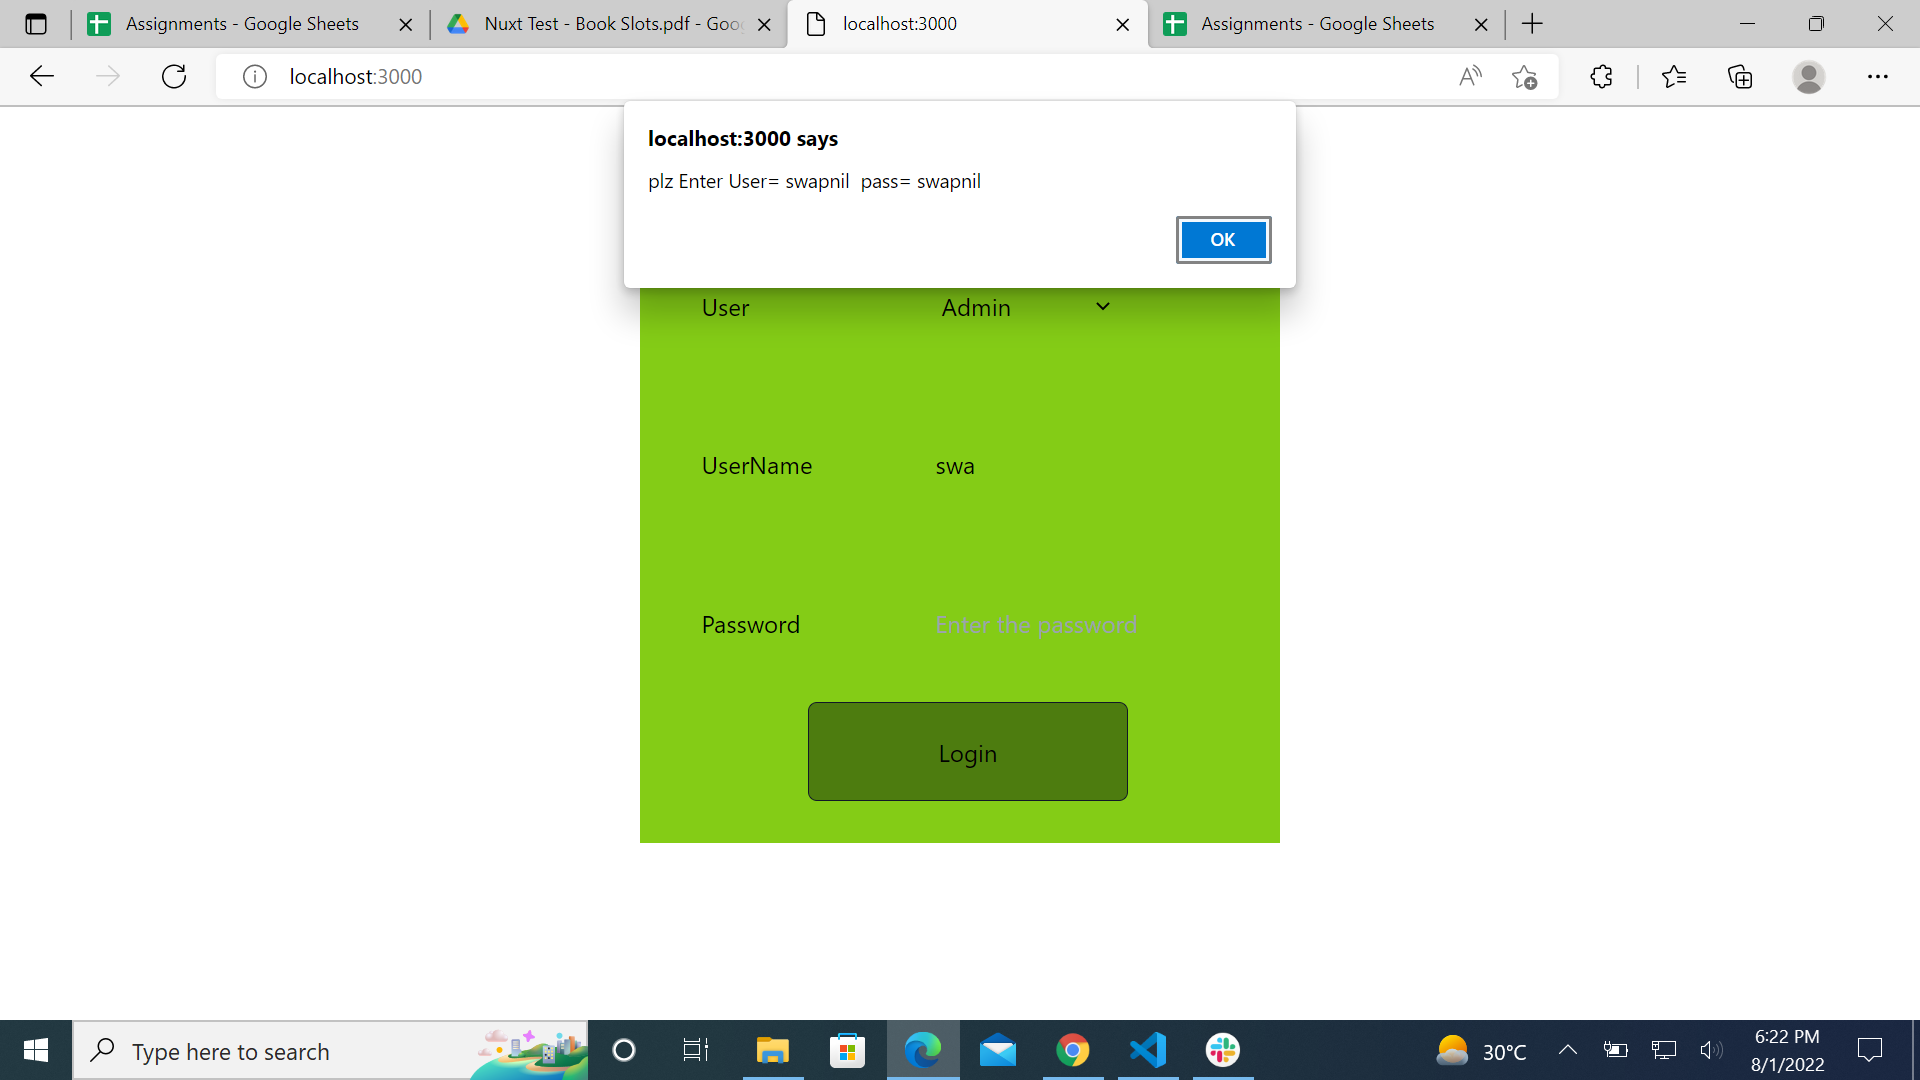 Assignments - Google Sheets
Nuxt Test - Book Slots.pdf - Goo
localhost:3000
Assignments - Google Sheets
localhost:3000
localhost:3000 says
plz Enter User= swapnil  pass= swapnil
OK
User Admin
UserName swa
Password Enter the password
Login
Type here to search
30°C
6:22 PM
8/1/2022